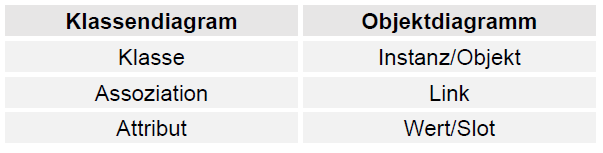 Klassendiagram Objektdiagramm
Klasse Instanz/Objekt
Assoziation Link
Attribut Wert/Slot